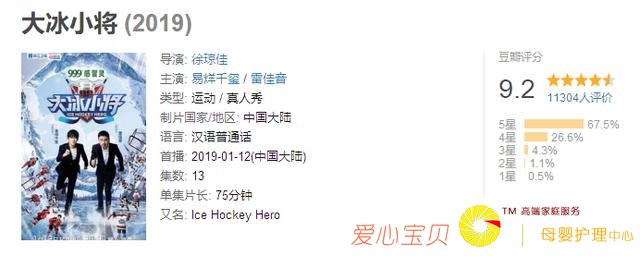 大冰小将 (2019)
999 感冒灵
大冰小将
ICE HOCKEY HERO
导演: 徐琼佳
主演: 易烊千玺 / 雷佳音
类型: 运动 / 真人秀
制片国家/地区: 中国大陆
语言: 汉语普通话
首播: 2019-01-12(中国大陆)
集数: 13
单集片长: 75分钟
又名: Ice Hockey Hero
豆瓣评分
9.2
11304人评价
5星 67.5%
4星 26.6%
3星 4.3%
2星 1.1%
1星 0.5%
爱心宝贝
TM 高端家庭服务
母婴护理中心